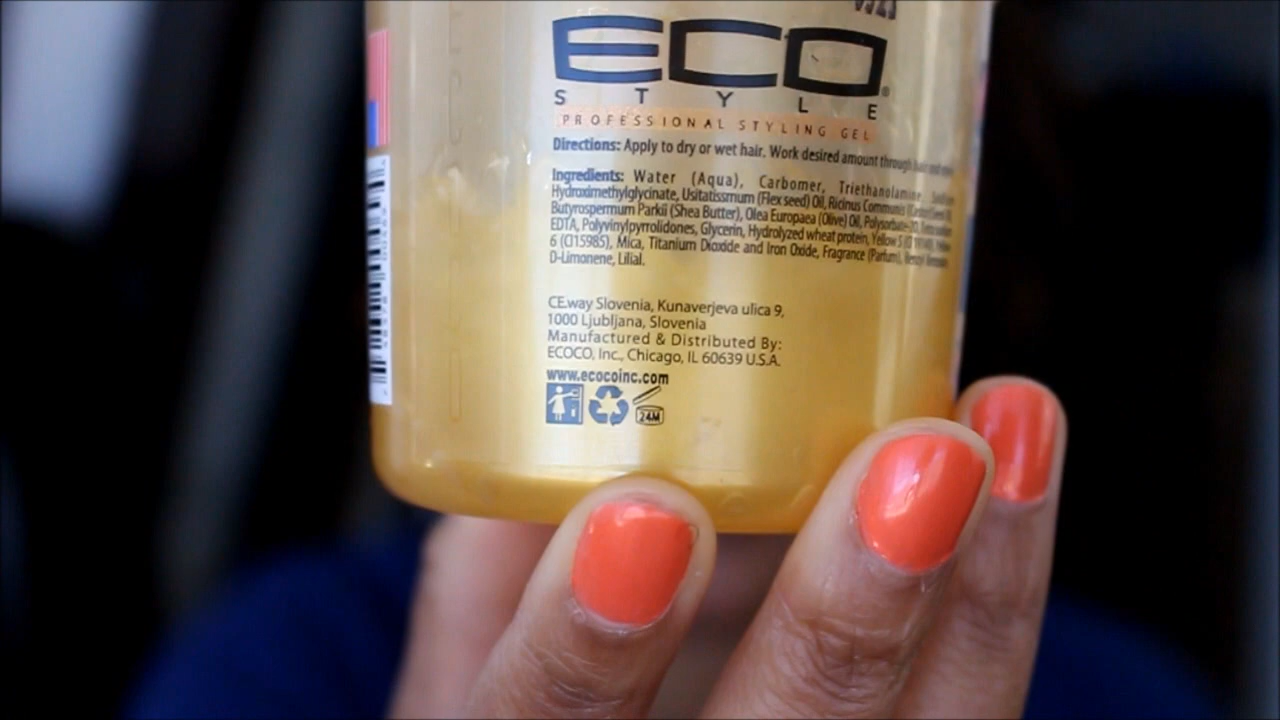 ECO
STYLE
PROFESSIONAL STYLING GEL
Directions: Apply to dry or wet hair. Work desired amount through
Ingredients: Water (Aqua), Carbomer, Triethanolamine,
Hydroximethylglycinate, Usitatissmum (Flex seed) Oil, Ricinus Communis
Butyrospermum Parkii (Shea Butter), Olea Europaea (Olive) Oil, Polysorbate-20,
EDTA, Polyvinylpyrrolidones, Glycerin, Hydrolyzed wheat protein, Yellow 5
6 (CI15985), Mica, Titanium Dioxide and Iron Oxide, Fragrance (Parfum),
D-Limonene, Lilial.
CE.way Slovenia, Kunaverjeva ulica 9,
1000 Ljubljana, Slovenia
Manufactured & Distributed By:
ECOCO, Inc., Chicago, IL 60639 U.S.A.
www.ecocoinc.com
24M